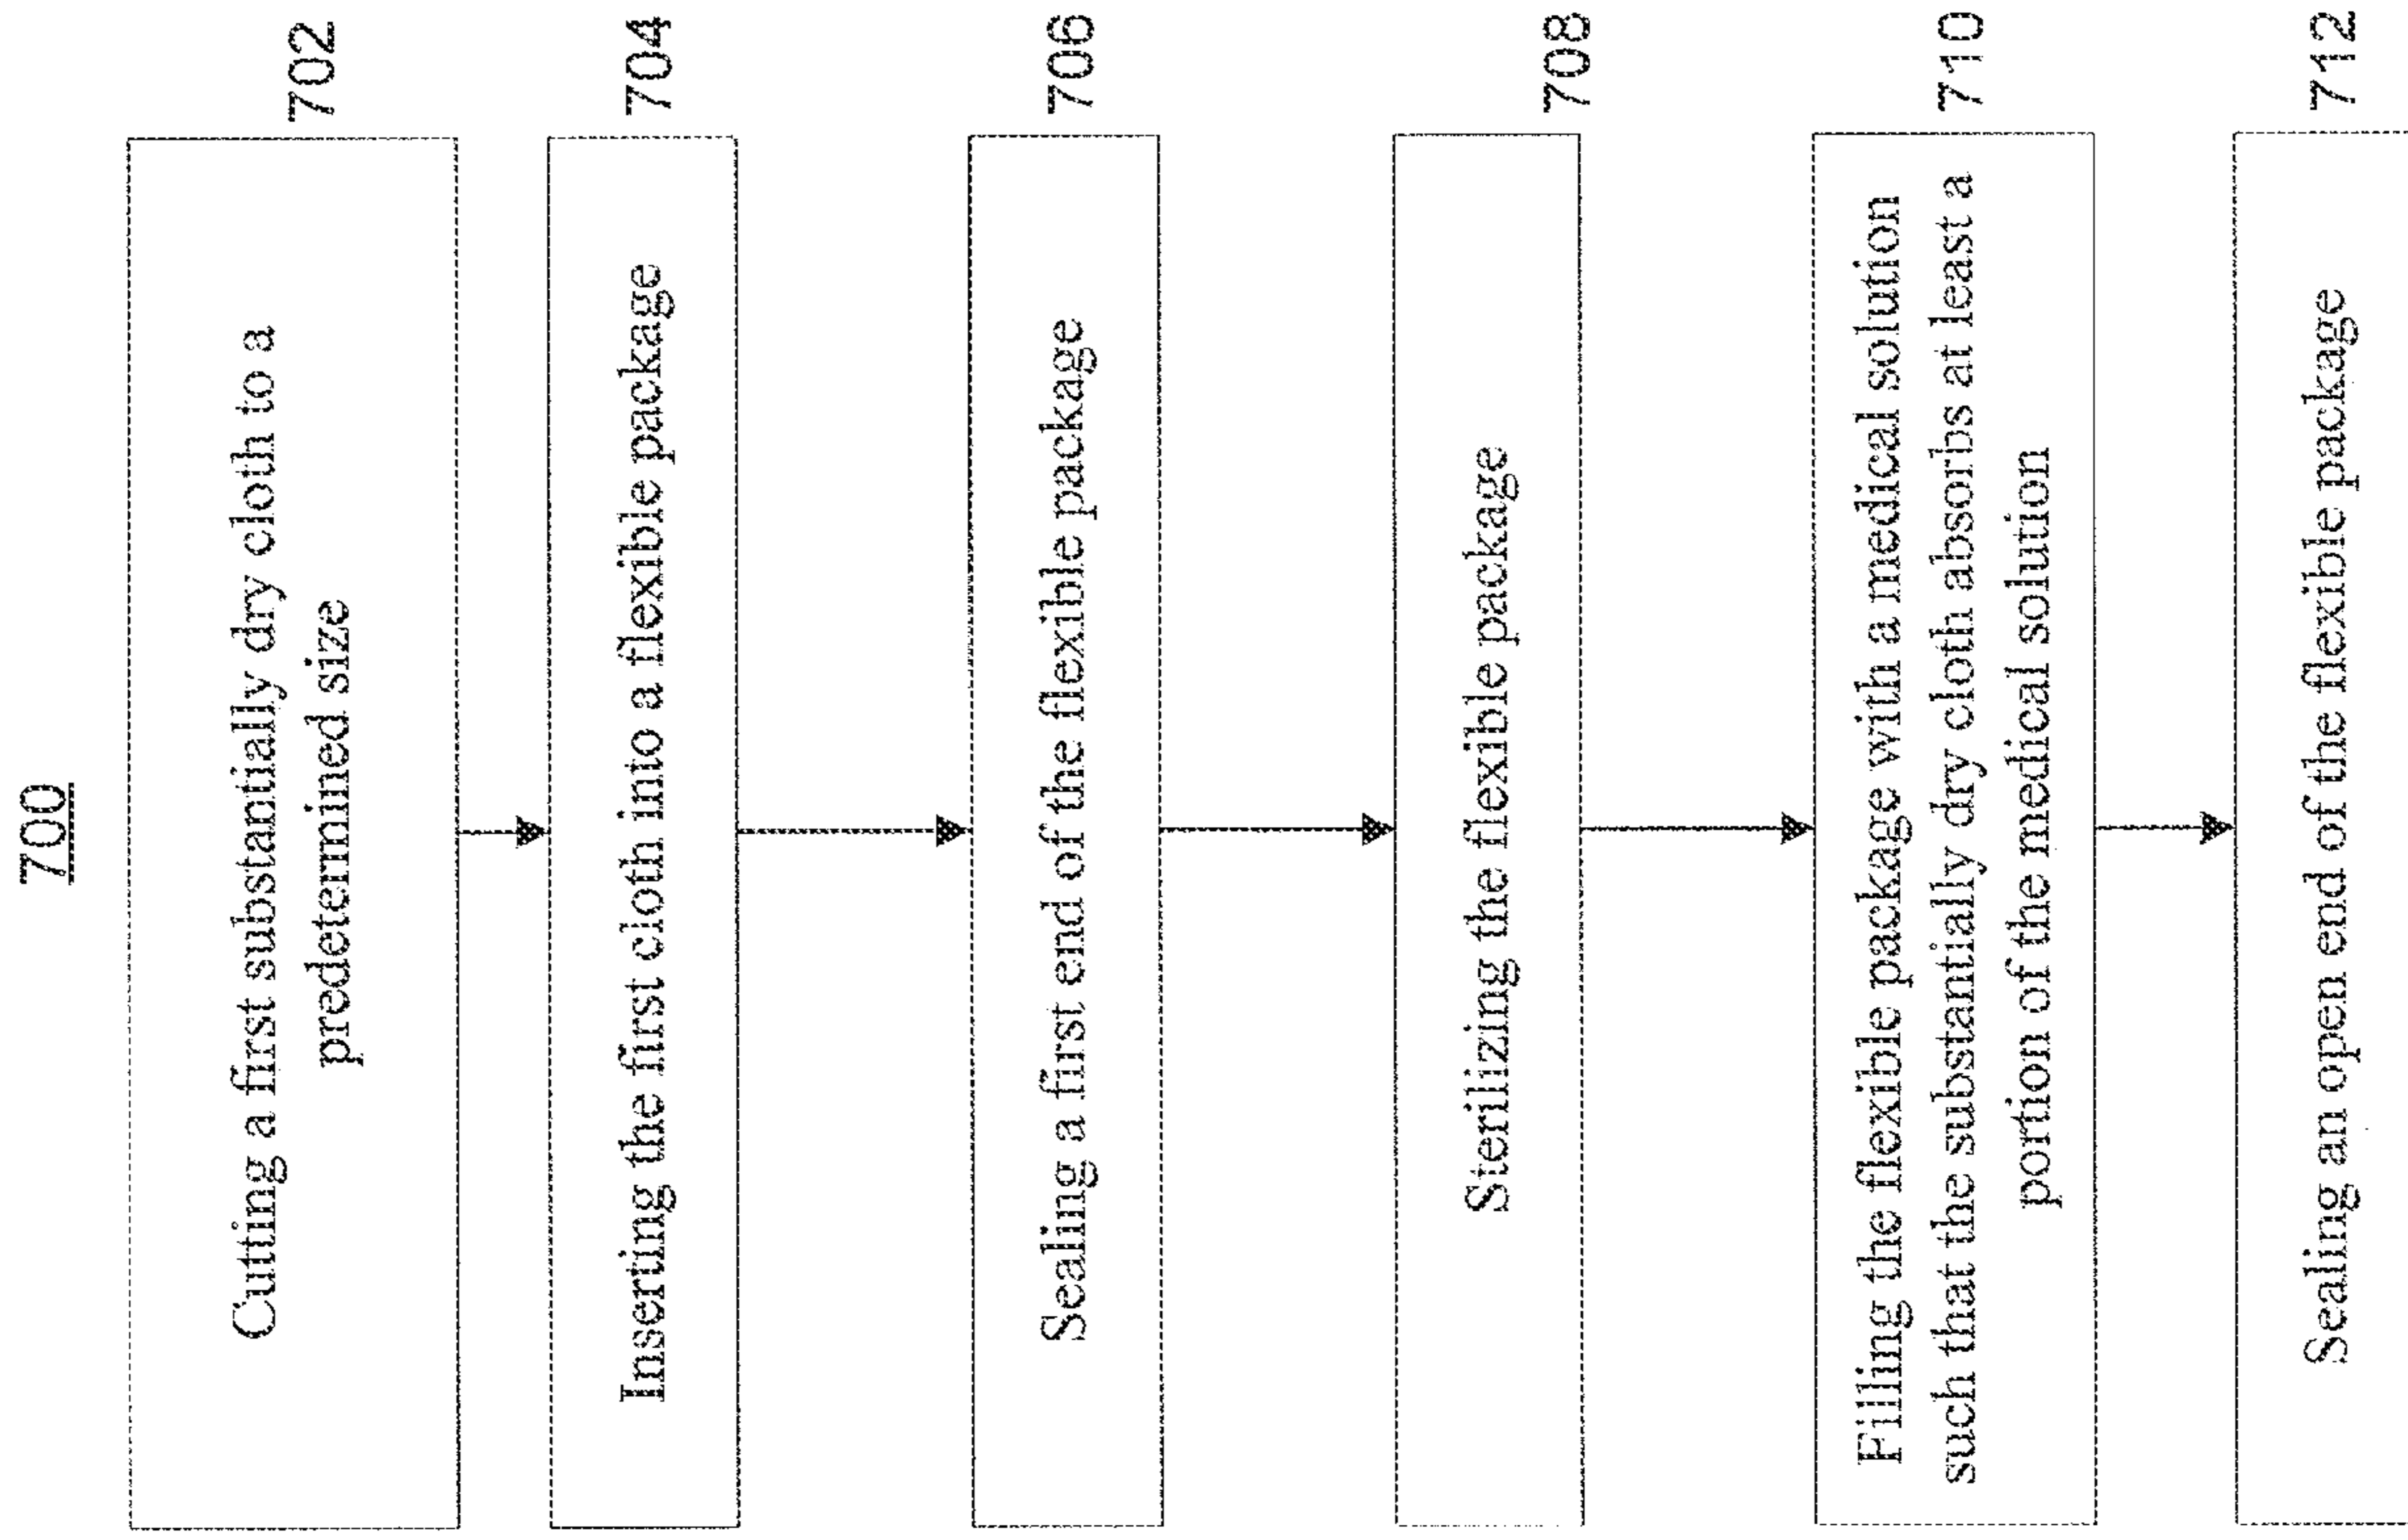 700
Cutting a first substantially dry cloth to a
predetermined size
702
Inserting the first cloth into a flexible package
704
Sealing a first end of the flexible package
706
Sterilizing the flexible package
708
Filling the flexible package with a medical solution
such that the substantially dry cloth absorbs at least a
portion of the medical solution
710
Sealing an open end of the flexible package
712